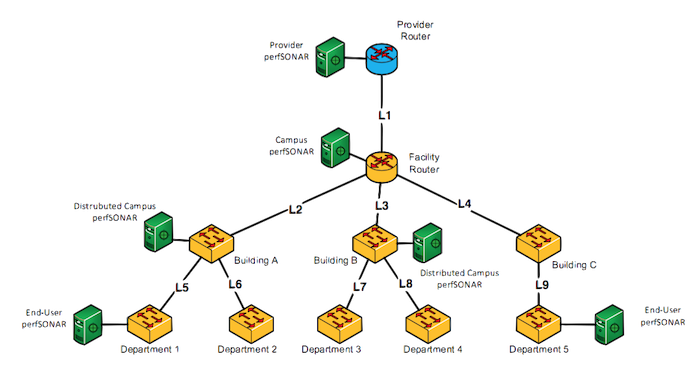 Provider
Router
Provider
perfSONAR
L1
Campus
perfSONAR
Facility
Router
L2
L3
L4
Distrubuted Campus
perfSONAR
Building A
Building B
Building C
Distributed Campus
perfSONAR
L5
L6
L7
L8
L9
End-User
perfSONAR
End-User
perfSONAR
Department 1
Department 2
Department 3
Department 4
Department 5